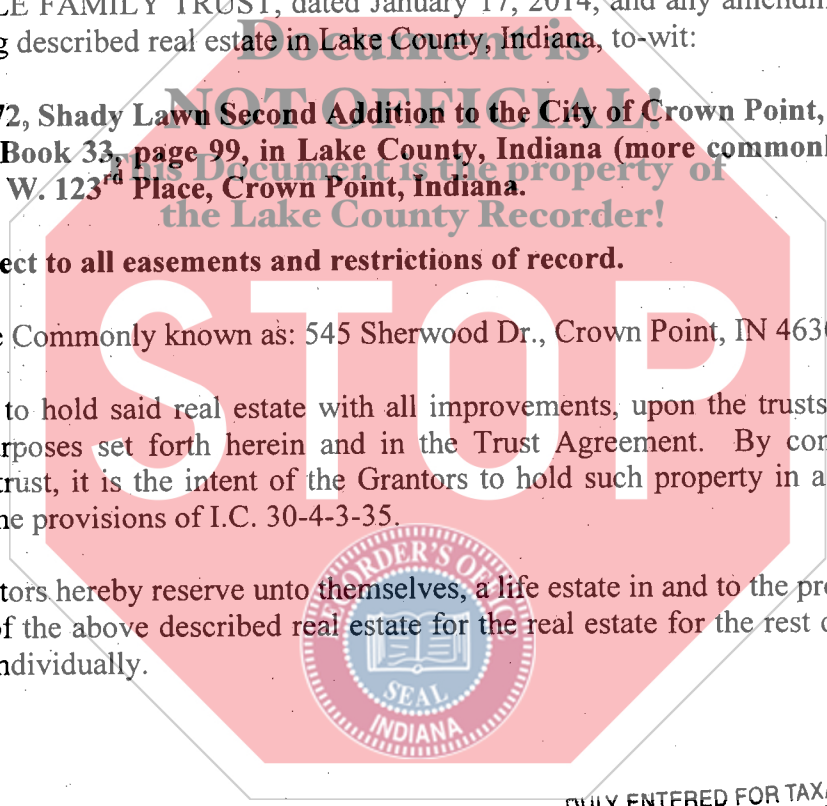 LE FAMILY TRUST, dated January 17, 2014, and any amendm
g described real estate in Lake County, Indiana, to-wit:
Document is
NOT OFFICIAL!
This Document is the property of
the Lake County Recorder!
72, Shady Lawn Second Addition to the City of Crown Point,
Book 33, page 99, in Lake County, Indiana (more commonl
W. 123rd Place, Crown Point, Indiana.
ect to all easements and restrictions of record.
STOP
e Commonly known as: 545 Sherwood Dr., Crown Point, IN 4630
to hold said real estate with all improvements, upon the trusts
rposes set forth herein and in the Trust Agreement. By con
rust, it is the intent of the Grantors to hold such property in a
ne provisions of I.C. 30-4-3-35.
tors hereby reserve unto themselves, a life estate in and to the pr
of the above described real estate for the real estate for the rest o
ndividually.
RECORDER'S OFFICE
SEAL
INDIANA
DULY ENTERED FOR TAXA